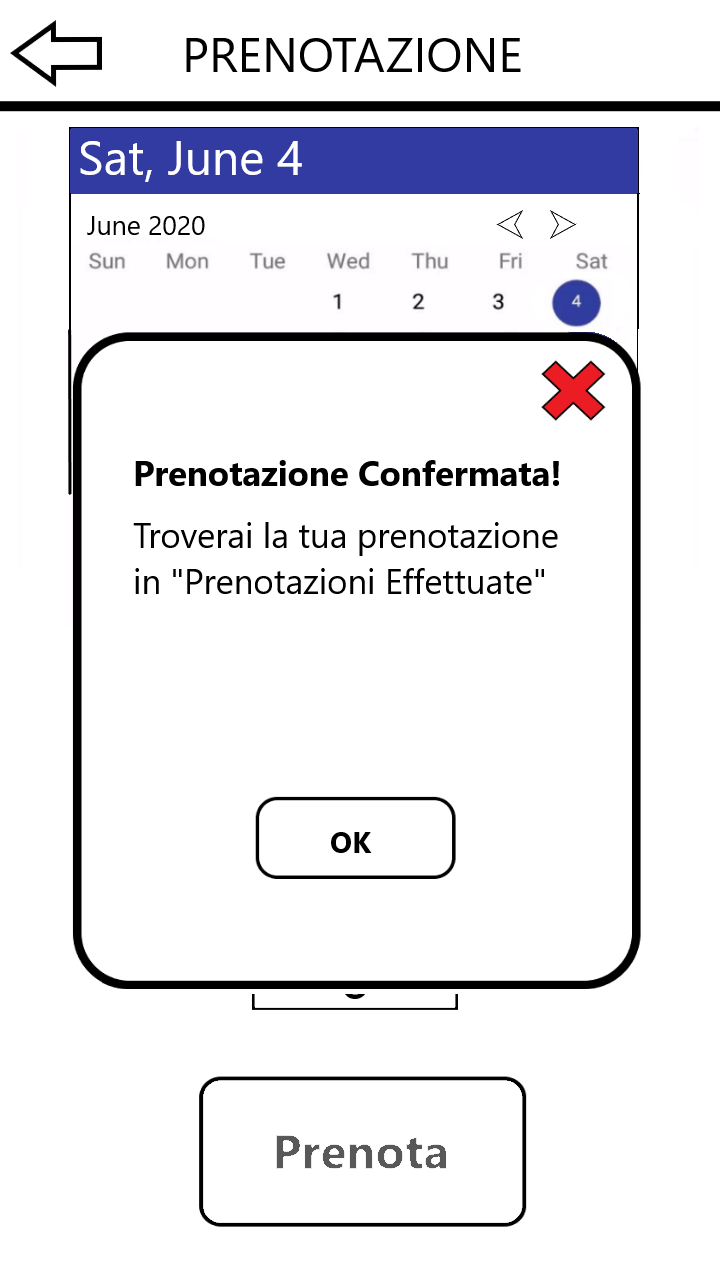 PRENOTAZIONE
Sat, June 4
June 2020
Sun Mon Tue Wed Thu Fri Sat
1 2 3 4
Prenotazione Confermata!
Troverai la tua prenotazione
in "Prenotazioni Effettuate"
OK
Prenota